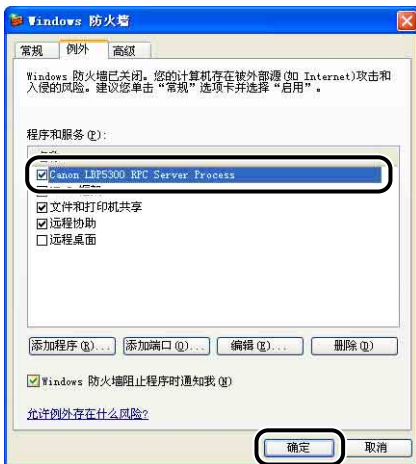 Windows 防火墙
常规 例外 高级
Windows 防火墙已关闭。您的计算机存在被外部源(如 Internet)攻击和
入侵的风险。建议您单击“常规”选项卡并选择“启用”。
程序和服务(P):
Canon LBP5300 RPC Server Process
文件和打印机共享
远程协助
远程桌面
添加程序(R)... 添加端口(O)... 编辑(E)... 删除(D)
Windows 防火墙阻止程序时通知我(N)
允许例外存在什么风险?
确定 取消